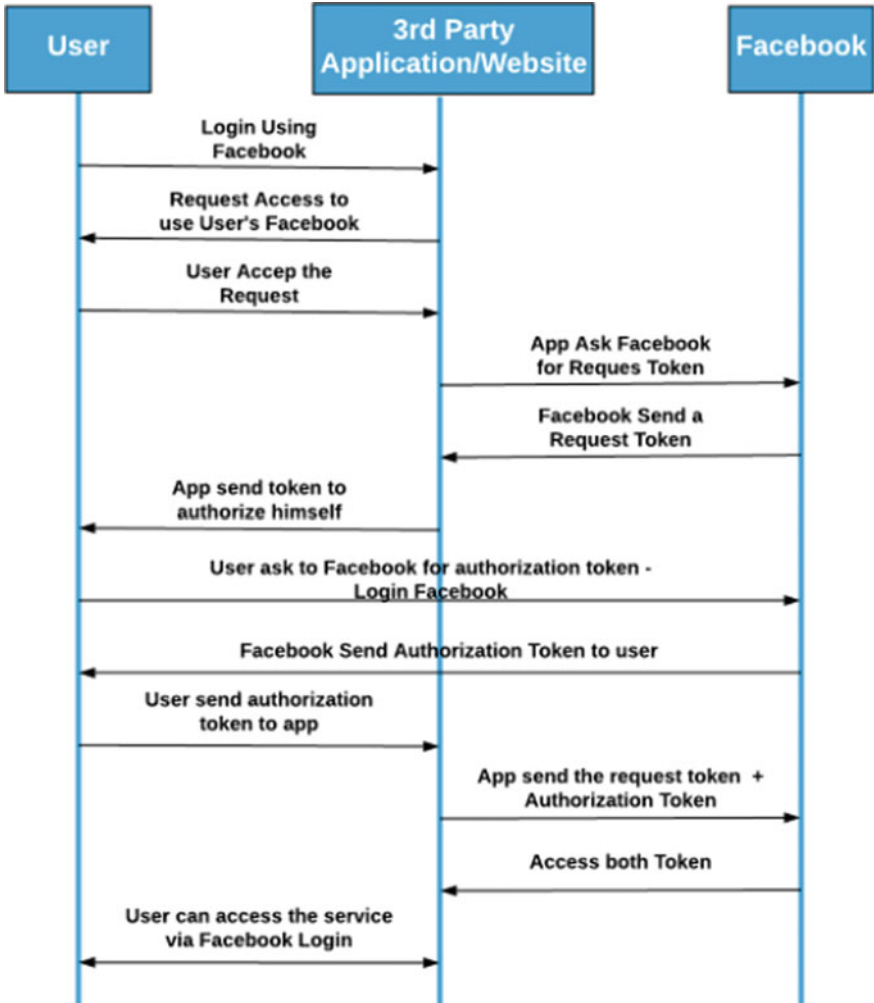 User
3rd Party
Application/Website
Facebook
Login Using
Facebook
Request Access to
use User's Facebook
User Accep the
Request
App Ask Facebook
for Reques Token
Facebook Send a
Request Token
App send token to
authorize himself
User ask to Facebook for authorization token -
Login Facebook
Facebook Send Authorization Token to user
User send authorization
token to app
App send the request token +
Authorization Token
Access both Token
User can access the service
via Facebook Login